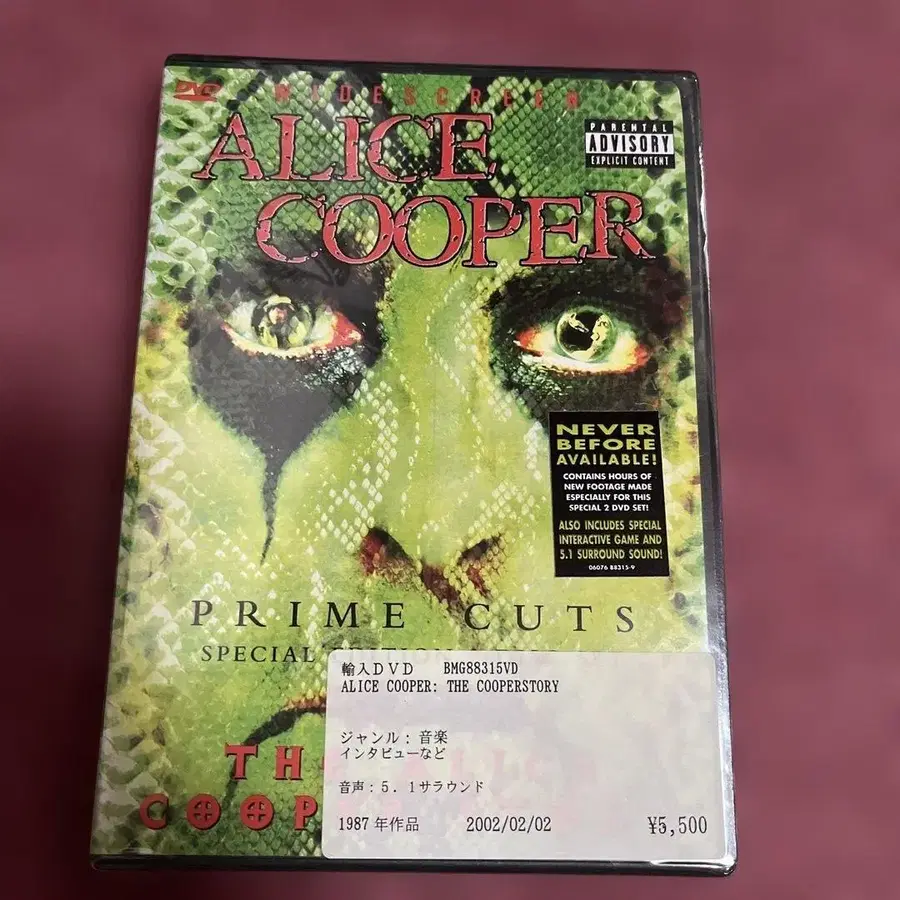 DVD
WIDESCREEN
ALICE
COOPER
PARENTAL
ADVISORY
EXPLICIT CONTENT
NEVER
BEFORE
AVAILABLE!
CONTAINS HOURS OF
NEW FOOTAGE MADE
ESPECIALLY FOR THIS
SPECIAL 2 DVD SET!
ALSO INCLUDES SPECIAL
INTERACTIVE GAME AND
5.1 SURROUND SOUND!
06076 88315-9
PRIME CUTS
SPECIAL
輸入DVD BMG88315VD
ALICE COOPER: THE COOPERSTORY
ジャンル：音楽
インタビューなど
音声：5．1サラウンド
1987年作品 2002/02/02 ¥5,500